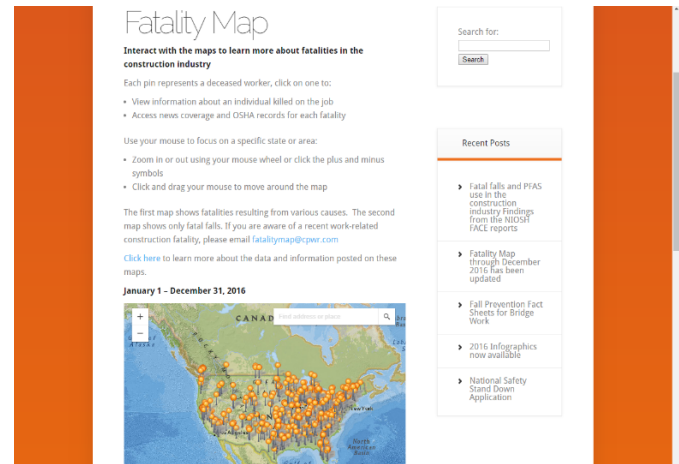 Fatality Map
Interact with the maps to learn more about fatalities in the
construction industry
Each pin represents a deceased worker, click on one to:
• View information about an individual killed on the job
• Access news coverage and OSHA records for each fatality
Use your mouse to focus on a specific state or area:
• Zoom in or out using your mouse wheel or click the plus and minus
symbols
• Click and drag your mouse to move around the map
The first map shows fatalities resulting from various causes. The second
map shows only fatal falls. If you are aware of a recent work-related
construction fatality, please email fatalitymap@cpwr.com
Click here to learn more about the data and information posted on these
maps.
January 1 – December 31, 2016
+
−
CANAD
Find address or place
ROCKY
New York
North
American
Gulf of
Search for:
Search
Recent Posts
Fatal falls and PFAS
use in the
construction
industry Findings
from the NIOSH
FACE reports
Fatality Map
through December
2016 has been
updated
Fall Prevention Fact
Sheets for Bridge
Work
2016 Infographics
now available
National Safety
Stand Down
Application